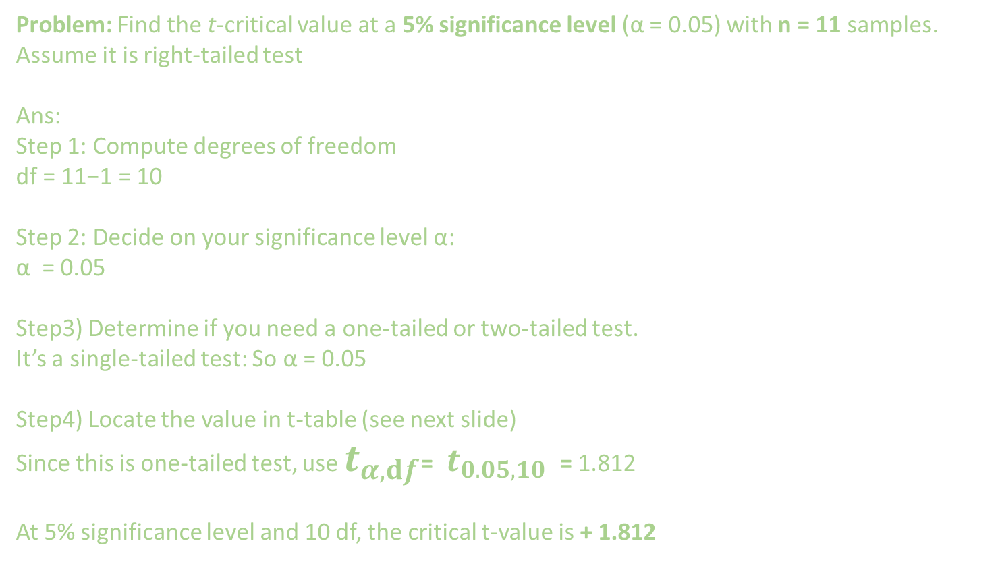 Problem: Find the t-critical value at a 5% significance level (α = 0.05) with n = 11 samples.
Assume it is right-tailed test
Ans:
Step 1: Compute degrees of freedom
df = 11−1 = 10
Step 2: Decide on your significance level α:
α = 0.05
Step3) Determine if you need a one-tailed or two-tailed test.
It’s a single-tailed test: So α = 0.05
Step4) Locate the value in t-table (see next slide)
Since this is one-tailed test, use t α,df = t 0.05,10 = 1.812
At 5% significance level and 10 df, the critical t-value is + 1.812